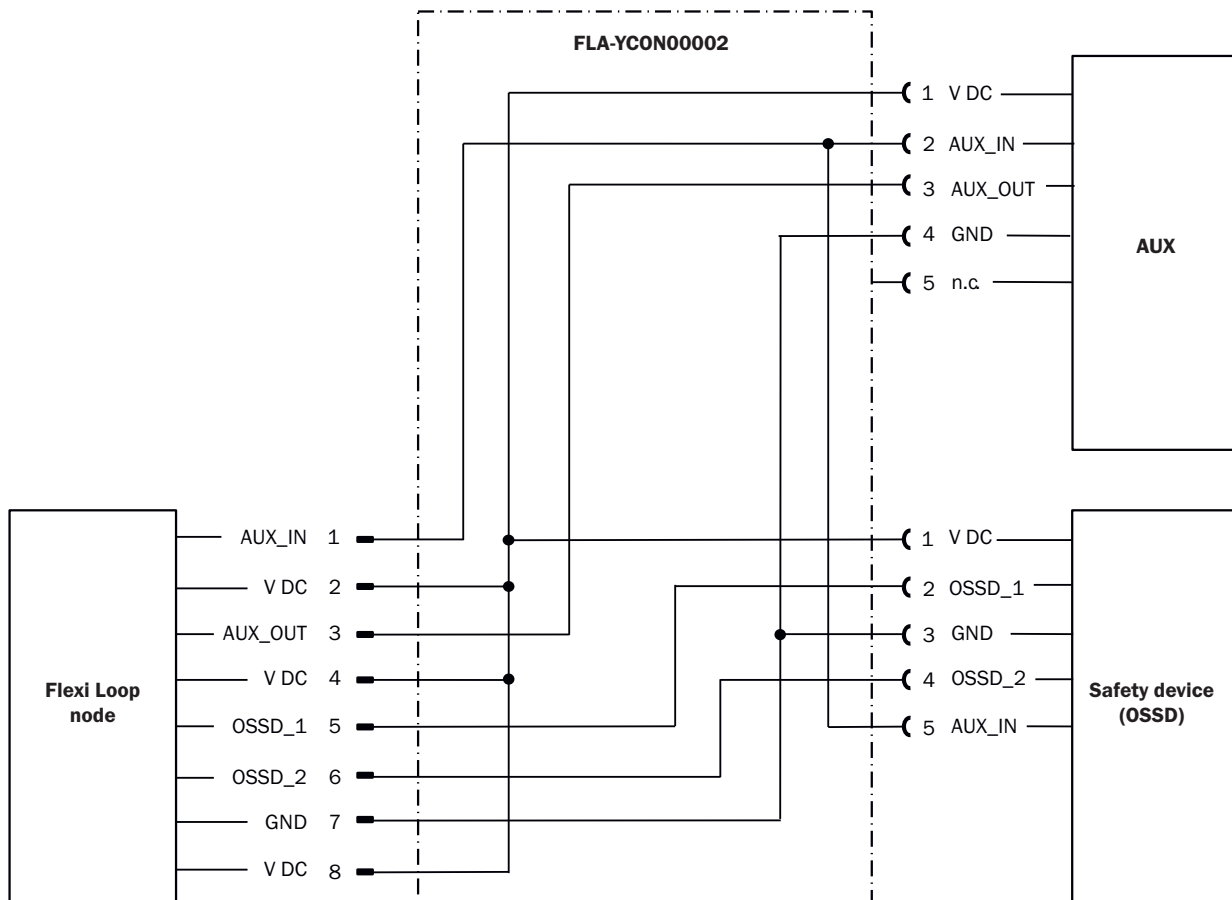 FLA-YCON00002
1 V DC
2 AUX_IN
3 AUX_OUT
4 GND
5 n.c.
AUX
AUX_IN 1
V DC 2
AUX_OUT 3
V DC 4
OSSD_1 5
OSSD_2 6
GND 7
V DC 8
Flexi Loop
node
1 V DC
2 OSSD_1
3 GND
4 OSSD_2
5 AUX_IN
Safety device
(OSSD)